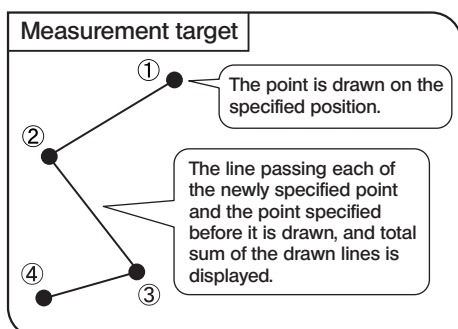 Measurement target
①
The point is drawn on the
specified position.
②
The line passing each of
the newly specified point
and the point specified
before it is drawn, and total
sum of the drawn lines is
displayed.
④
③